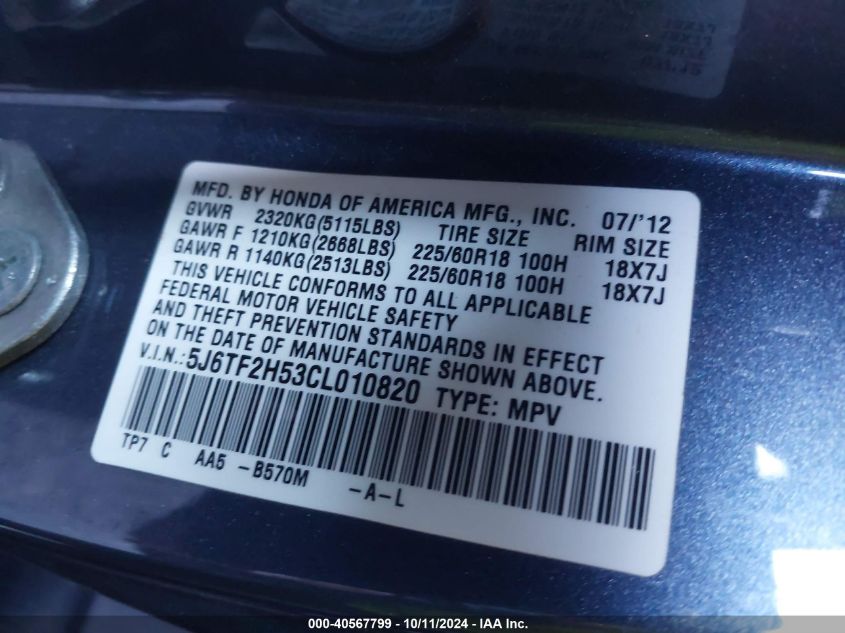 MFD. BY HONDA OF AMERICA MFG., INC. 07/'12
GVWR 2320KG(5115LBS) TIRE SIZE RIM SIZE
GAWR F 1210KG(2668LBS) 225/60R18 100H 18X7J
GAWR R 1140KG(2513LBS) 225/60R18 100H 18X7J
THIS VEHICLE CONFORMS TO ALL APPLICABLE
FEDERAL MOTOR VEHICLE SAFETY
AND THEFT PREVENTION STANDARDS IN EFFECT
ON THE DATE OF MANUFACTURE SHOWN ABOVE.
V.I.N.: 5J6TF2H53CL010820 TYPE: MPV
TP7 C AA5 -B570M -A-L
000-40567799 - 10/11/2024 - IAA Inc.